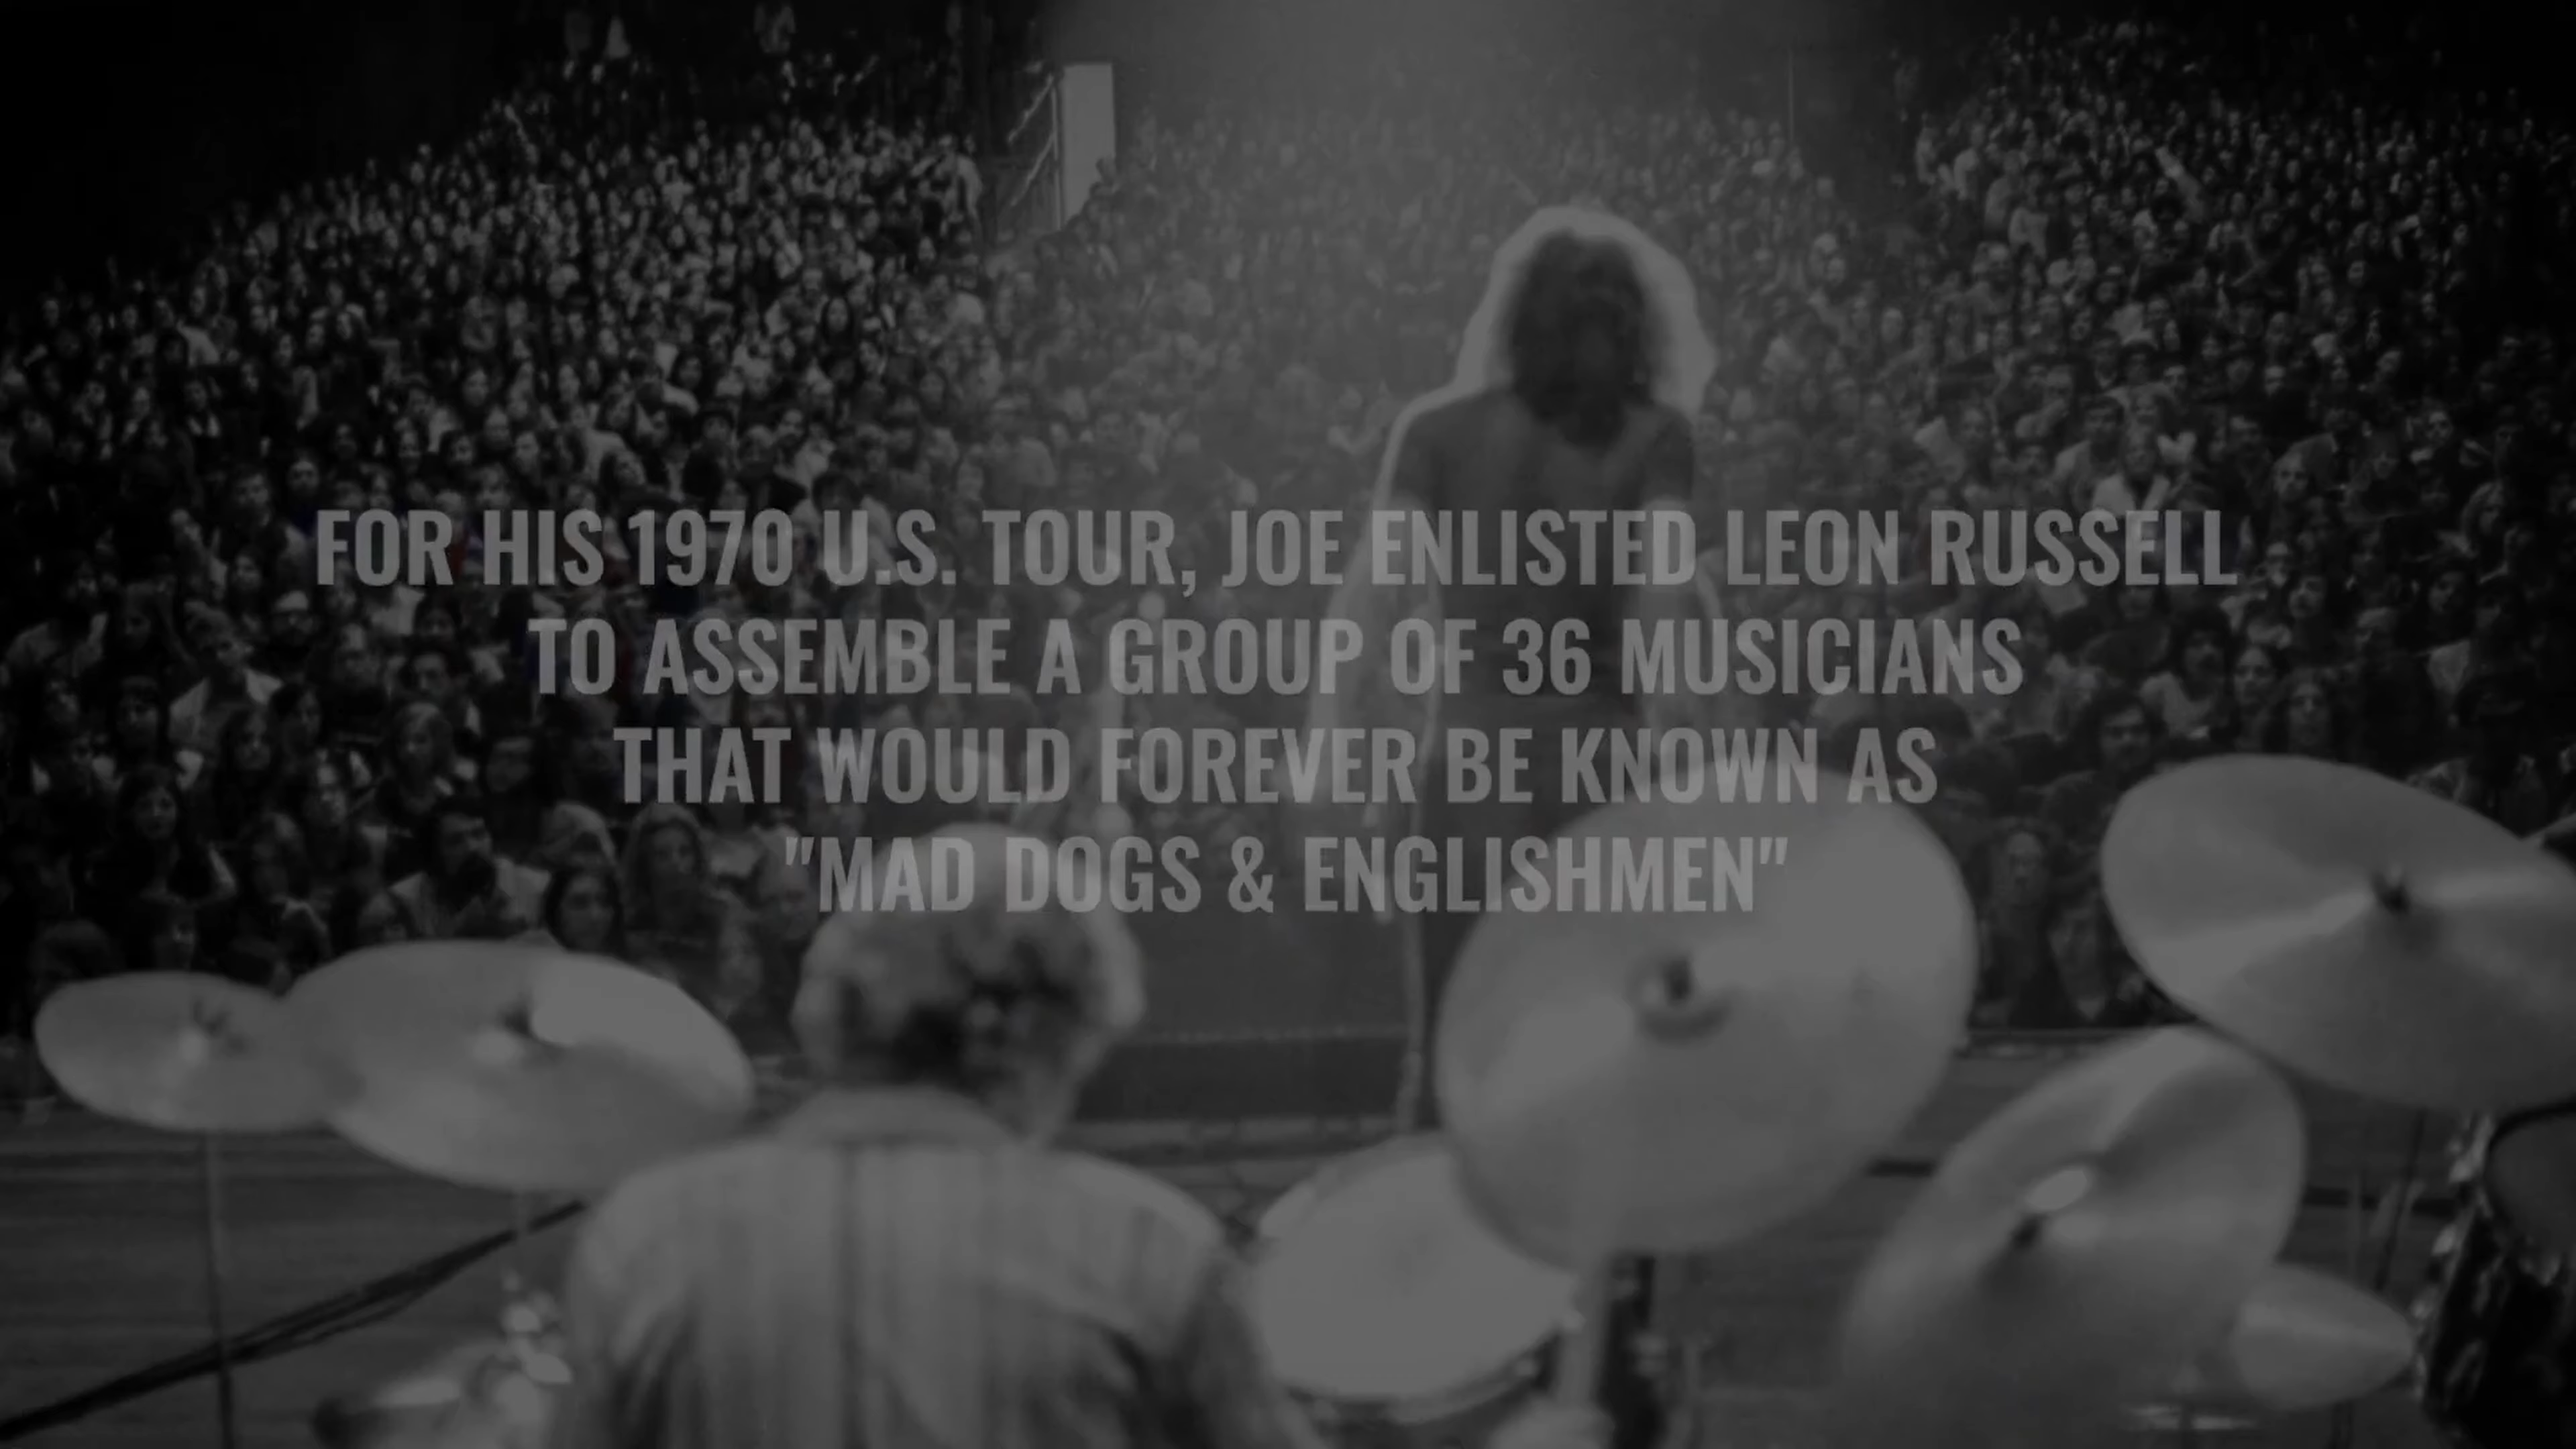 FOR HIS 1970 U.S. TOUR, JOE ENLISTED LEON RUSSELL
TO ASSEMBLE A GROUP OF 36 MUSICIANS
THAT WOULD FOREVER BE KNOWN AS
"MAD DOGS & ENGLISHMEN"